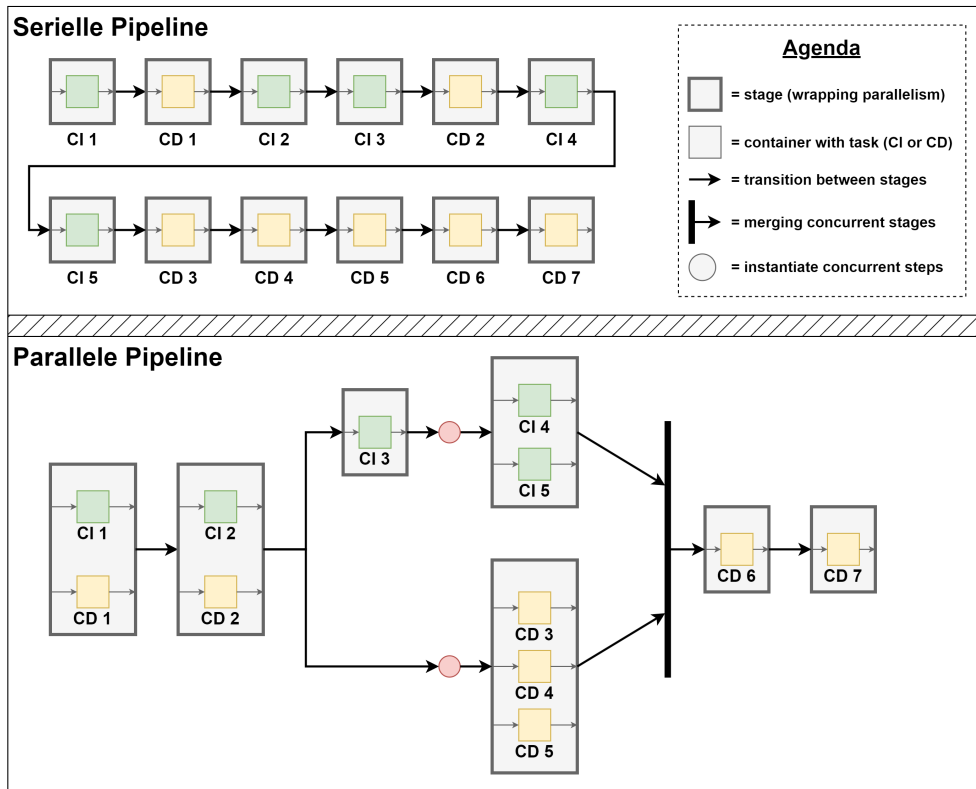 Serielle Pipeline
CI 1
CD 1
CI 2
CI 3
CD 2
CI 4
CI 5
CD 3
CD 4
CD 5
CD 6
CD 7
Agenda
= stage (wrapping parallelism)
= container with task (CI or CD)
= transition between stages
= merging concurrent stages
= instantiate concurrent steps
Parallele Pipeline
CI 1
CD 1
CI 2
CD 2
CI 3
CI 4
CI 5
CD 3
CD 4
CD 5
CD 6
CD 7